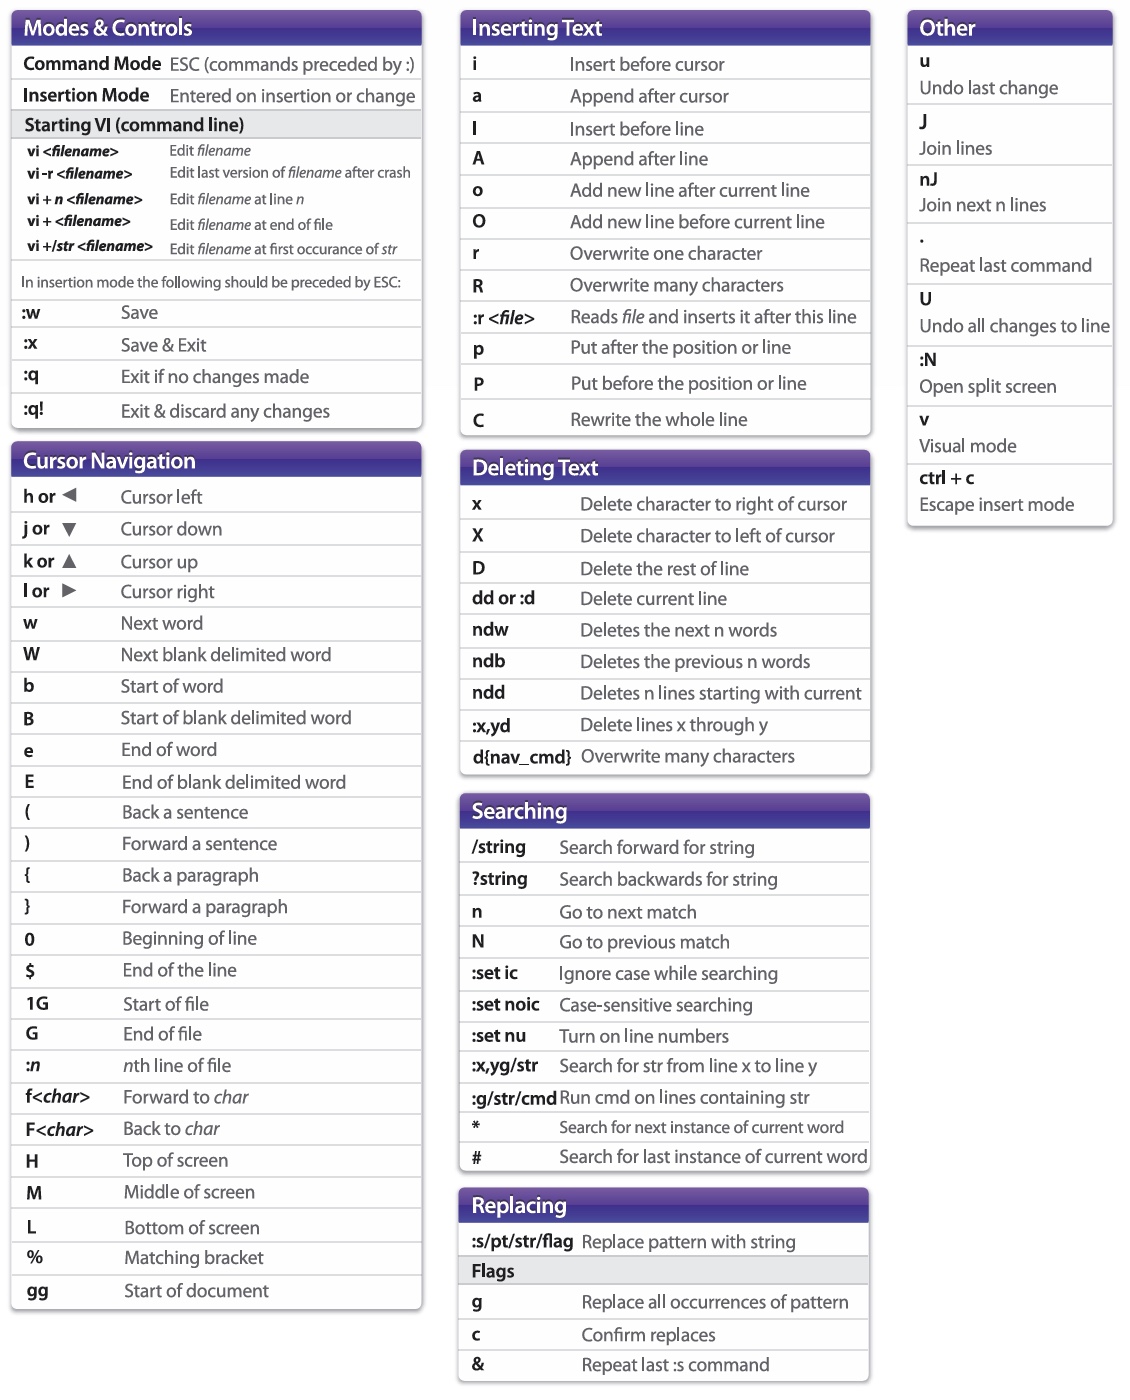 Modes & Controls
Command Mode ESC (commands preceded by :)
Insertion Mode Entered on insertion or change
Starting VI (command line)
vi <filename> Edit filename
vi -r <filename> Edit last version of filename after crash
vi + n <filename> Edit filename at line n
vi + <filename> Edit filename at end of file
vi +/str <filename> Edit filename at first occurance of str
In insertion mode the following should be preceded by ESC:
:w Save
:x Save & Exit
:q Exit if no changes made
:q! Exit & discard any changes
Cursor Navigation
h or ◀ Cursor left
j or ▼ Cursor down
k or ▲ Cursor up
l or ▶ Cursor right
w Next word
W Next blank delimited word
b Start of word
B Start of blank delimited word
e End of word
E End of blank delimited word
( Back a sentence
) Forward a sentence
{ Back a paragraph
} Forward a paragraph
0 Beginning of line
$ End of the line
1G Start of file
G End of file
:n nth line of file
f<char> Forward to char
F<char> Back to char
H Top of screen
M Middle of screen
L Bottom of screen
% Matching bracket
gg Start of document
Inserting Text
i Insert before cursor
a Append after cursor
I Insert before line
A Append after line
o Add new line after current line
O Add new line before current line
r Overwrite one character
R Overwrite many characters
:r <file> Reads file and inserts it after this line
p Put after the position or line
P Put before the position or line
C Rewrite the whole line
Deleting Text
x Delete character to right of cursor
X Delete character to left of cursor
D Delete the rest of line
dd or :d Delete current line
ndw Deletes the next n words
ndb Deletes the previous n words
ndd Deletes n lines starting with current
:x,yd Delete lines x through y
d{nav_cmd} Overwrite many characters
Searching
/string Search forward for string
?string Search backwards for string
n Go to next match
N Go to previous match
:set ic Ignore case while searching
:set noic Case-sensitive searching
:set nu Turn on line numbers
:x,yg/str Search for str from line x to line y
:g/str/cmd Run cmd on lines containing str
* Search for next instance of current word
# Search for last instance of current word
Replacing
:s/pt/str/flag Replace pattern with string
Flags
g Replace all occurrences of pattern
c Confirm replaces
& Repeat last :s command
Other
u
Undo last change
J
Join lines
nJ
Join next n lines
.
Repeat last command
U
Undo all changes to line
:N
Open split screen
v
Visual mode
ctrl + c
Escape insert mode